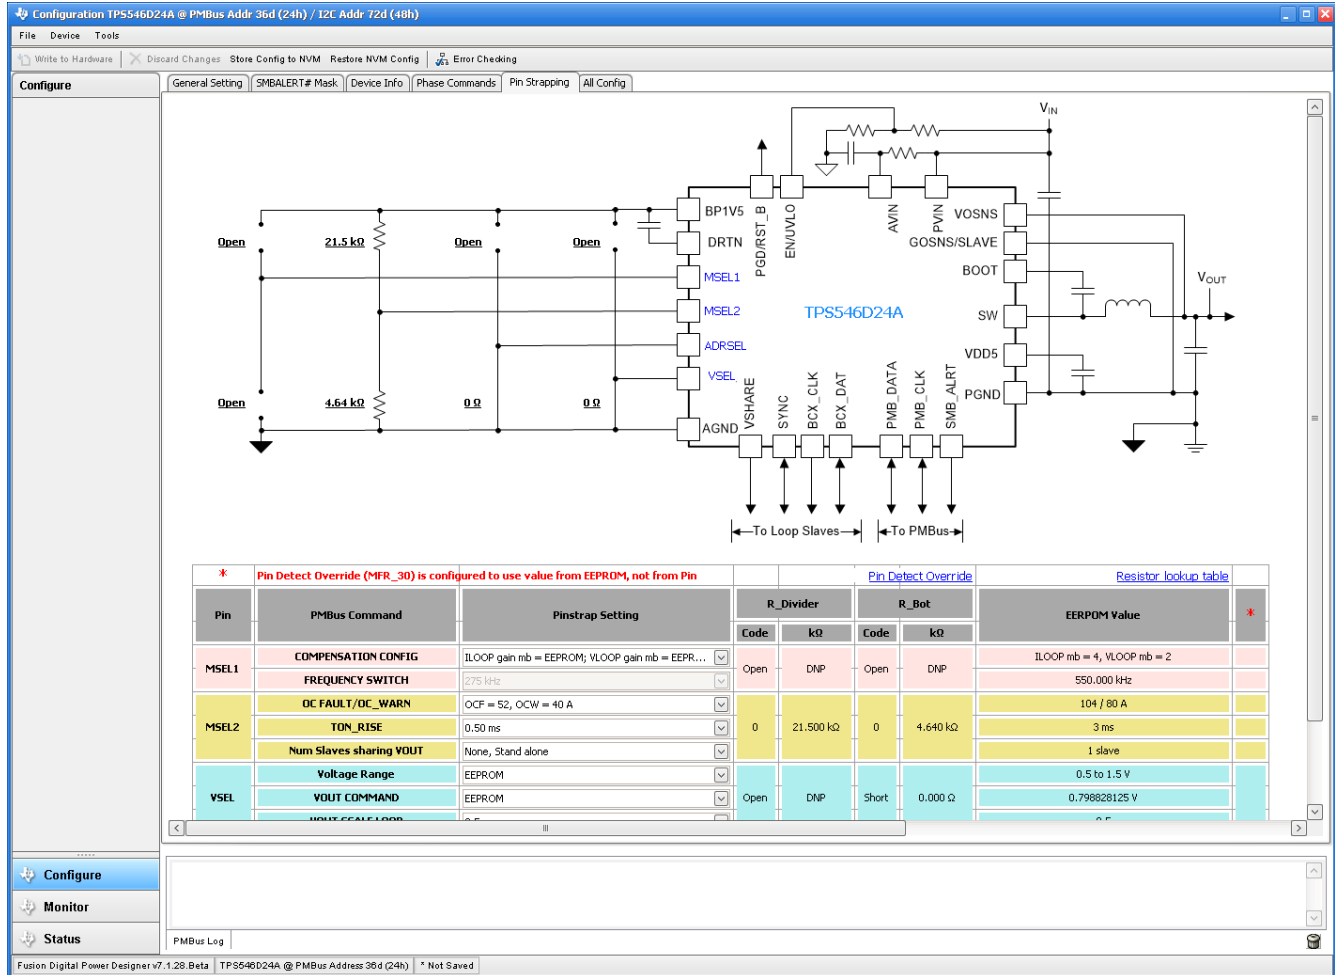 Configuration TPS546D24A @ PMBus Addr 36d (24h) / I2C Addr 72d (48h)
File Device Tools
Write to Hardware Discard Changes Store Config to NVM Restore NVM Config Error Checking
Configure
General Setting SMBALERT# Mask Device Info Phase Commands Pin Strapping All Config
VIN
BP1V5
DRTN
MSEL1
MSEL2
ADRSEL
VSEL
AGND
PGD/RST_B
EN/UVLO
AVIN
PVIN
VOSNS
GOSNS/SLAVE
BOOT
SW
VDD5
PGND
VOUT
TPS546D24A
Open 21.5 kΩ Open Open
Open 4.64 kΩ 0 Ω 0 Ω
VSHARE
SYNC
BCX_CLK
BCX_DAT
PMB_DATA
PMB_CLK
SMB_ALRT
To Loop Slaves To PMBus
* Pin Detect Override (MFR_30) is configured to use value from EEPROM, not from Pin Pin Detect Override Resistor lookup table
Pin PMBus Command Pinstrap Setting R_Divider R_Bot EERPOM Value *
Code kΩ Code kΩ
MSEL1 COMPENSATION CONFIG ILOOP gain mb = EEPROM; VLOOP gain mb = EEPR... Open DNP Open DNP ILOOP mb = 4, VLOOP mb = 2
FREQUENCY SWITCH 275 kHz 550.000 kHz
MSEL2 OC FAULT/OC_WARN OCF = 52, OCW = 40 A 0 21.500 kΩ 0 4.640 kΩ 104 / 80 A
TON_RISE 0.50 ms 3 ms
Num Slaves sharing VOUT None, Stand alone 1 slave
VSEL Voltage Range EEPROM Open DNP Short 0.000 Ω 0.5 to 1.5 V
VOUT COMMAND EEPROM 0.798828125 V
VOUT SCALE LOOP 0.5 0.5
Configure
Monitor
Status
PMBus Log
Fusion Digital Power Designer v7.1.28.Beta TPS546D24A @ PMBus Address 36d (24h) * Not Saved